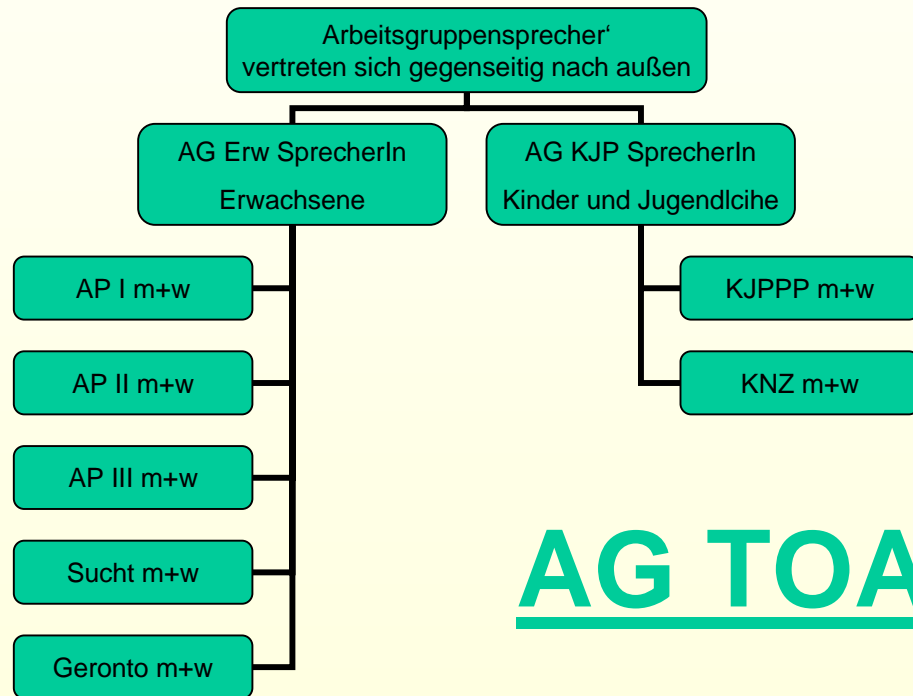 Arbeitsgruppensprecher‘
vertreten sich gegenseitig nach außen
AG Erw SprecherIn
Erwachsene
AG KJP SprecherIn
Kinder und Jugendlcihe
AP I m+w
AP II m+w
AP III m+w
Sucht m+w
Geronto m+w
KJPPP m+w
KNZ m+w
AG TOA